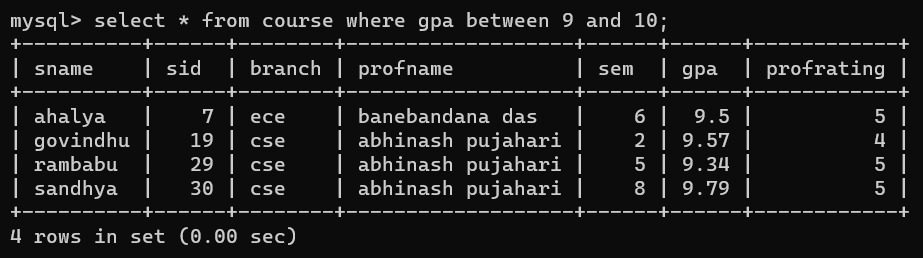 mysql> select * from course where gpa between 9 and 10;
+----------+------+--------+-------------------+------+------+------------+
| sname    | sid  | branch | profname          | sem  | gpa  | profrating |
+----------+------+--------+-------------------+------+------+------------+
| ahalya   |    7 | ece    | banebandana das   |    6 |  9.5 |          5 |
| govindhu |   19 | cse    | abhinash pujahari |    2 | 9.57 |          4 |
| rambabu  |   29 | cse    | abhinash pujahari |    5 | 9.34 |          5 |
| sandhya  |   30 | cse    | abhinash pujahari |    8 | 9.79 |          5 |
+----------+------+--------+-------------------+------+------+------------+
4 rows in set (0.00 sec)